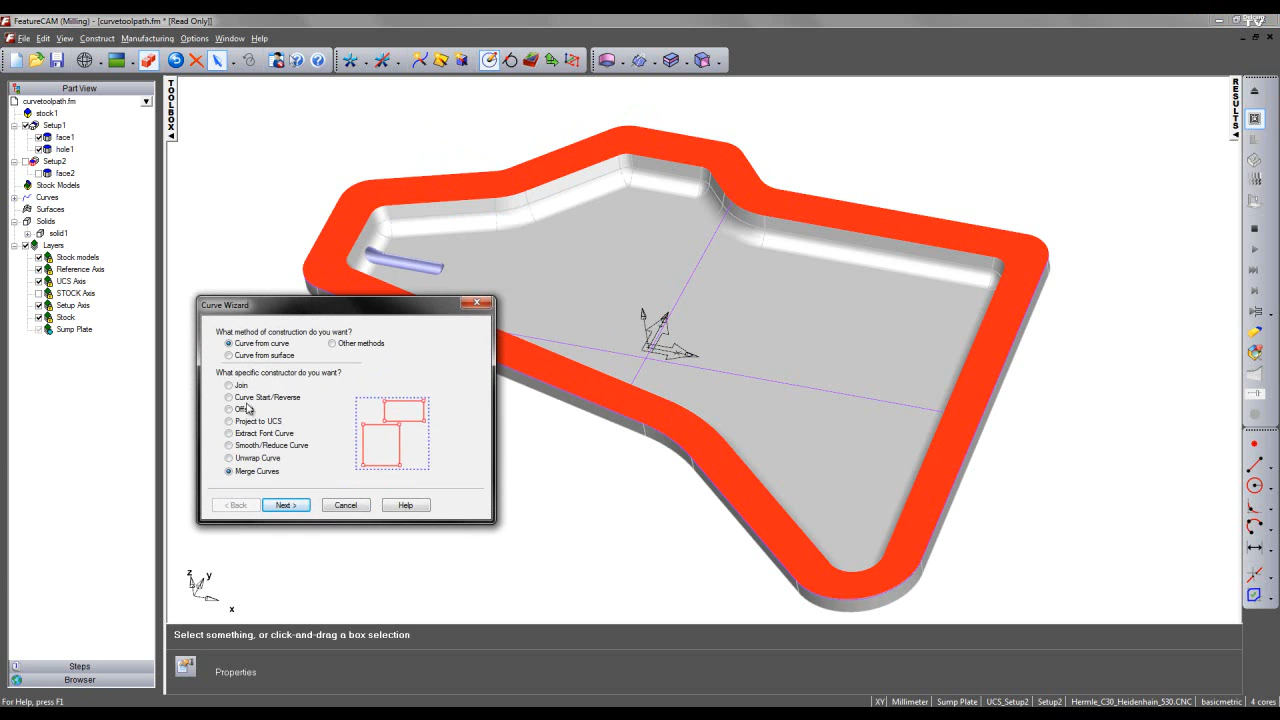 FeatureCAM (Milling) - [curvetoolpath.fm * [Read Only]]
File Edit View Construct Manufacturing Options Window Help
Part View
curvetoolpath.fm
stock1
Setup1
face1
hole1
Setup2
face2
Stock Models
Curves
Surfaces
Solids
solid1
Layers
Stock models
Reference Axis
UCS Axis
STOCK Axis
Setup Axis
Stock
Sump Plate
Steps
Browser
TOOLBOX
RESULTS
Curve Wizard
What method of construction do you want?
Curve from curve
Other methods
Curve from surface
What specific constructor do you want?
Join
Curve Start/Reverse
Project to UCS
Extract Font Curve
Smooth/Reduce Curve
Unwrap Curve
Merge Curves
< Back Next > Cancel Help
z
y
x
Select something, or click-and-drag a box selection
Properties
For Help, press F1
XY Millimeter Sump Plate UCS_Setup2 Setup2 Hermle_C30_Heidenhain_530.CNC basicmetric 4 cores